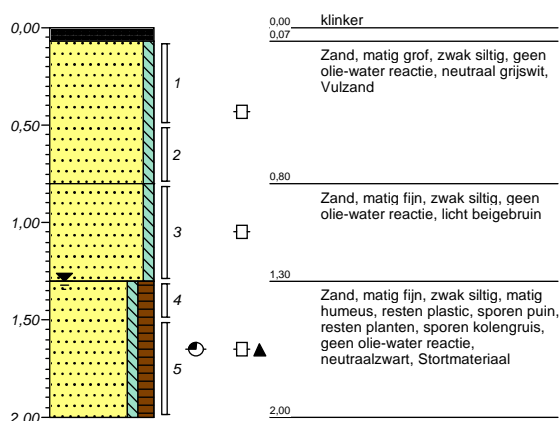 0,00
0,50
1,00
1,50
2,00
1
2
3
4
5
0,00 klinker
0,07
Zand, matig grof, zwak siltig, geen
olie-water reactie, neutraal grijswit,
Vulzand
0,80
Zand, matig fijn, zwak siltig, geen
olie-water reactie, licht beigebruin
1,30
Zand, matig fijn, zwak siltig, matig
humeus, resten plastic, sporen puin,
resten planten, sporen kolengruis,
geen olie-water reactie,
neutraalzwart, Stortmateriaal
2,00